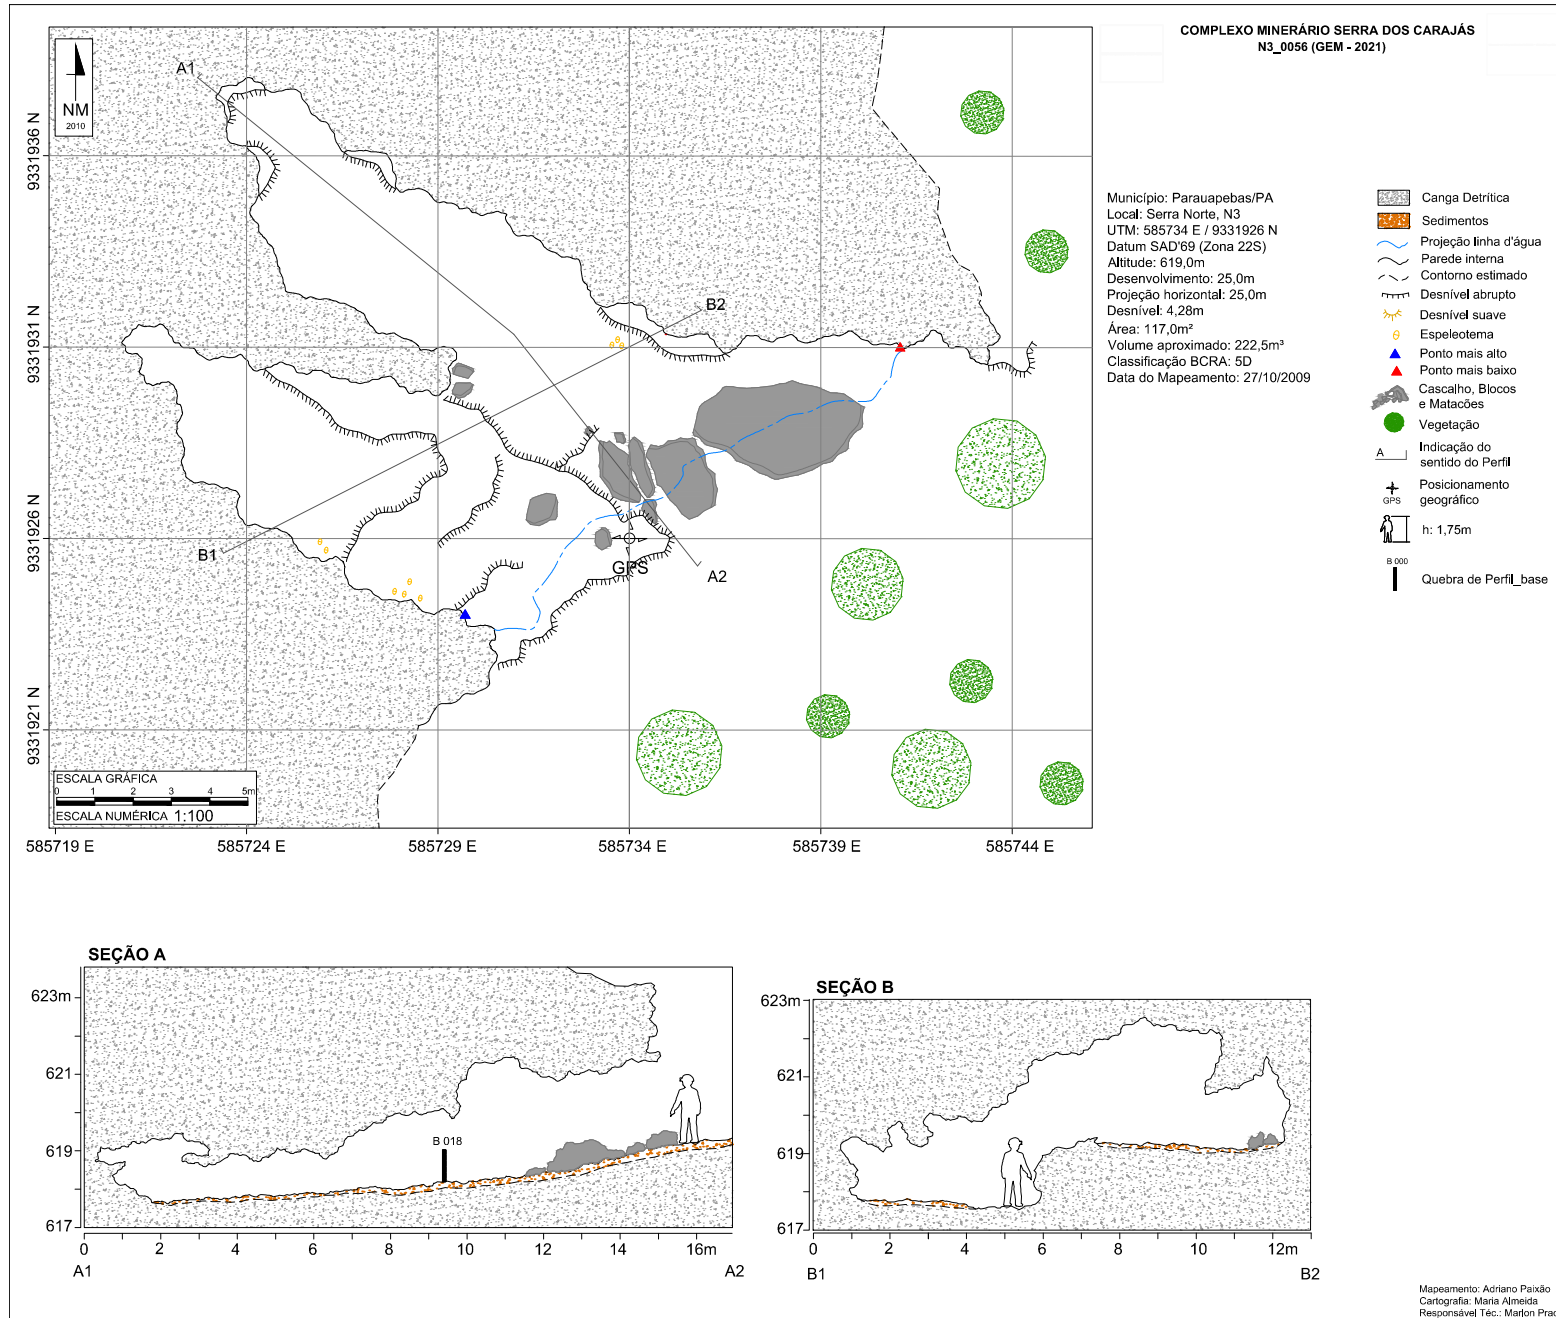 COMPLEXO MINERÁRIO SERRA DOS CARAJÁS
N3_0056 (GEM - 2021)
NM
2010
A1
B2
B1
A2
GPS
9331936 N
9331931 N
9331926 N
9331921 N
ESCALA GRÁFICA
0 1 2 3 4 5m
ESCALA NUMÉRICA 1:100
585719 E 585724 E 585729 E 585734 E 585739 E 585744 E
Município: Parauapebas/PA
Local: Serra Norte, N3
UTM: 585734 E / 9331926 N
Datum SAD'69 (Zona 22S)
Altitude: 619,0m
Desenvolvimento: 25,0m
Projeção horizontal: 25,0m
Desnível: 4,28m
Área: 117,0m²
Volume aproximado: 222,5m³
Classificação BCRA: 5D
Data do Mapeamento: 27/10/2009
Canga Detrítica
Sedimentos
Projeção linha d'água
Parede interna
Contorno estimado
Desnível abrupto
Desnível suave
Espeleotema
Ponto mais alto
Ponto mais baixo
Cascalho, Blocos
e Matacões
Vegetação
A Indicação do
sentido do Perfil
GPS Posicionamento
geográfico
h: 1,75m
B 000
Quebra de Perfil_base
SEÇÃO A
623m
621
619
617
B 018
0 2 4 6 8 10 12 14 16m
A1 A2
SEÇÃO B
623m
621
619
617
0 2 4 6 8 10 12m
B1 B2
Mapeamento: Adriano Paixão
Cartografia: Maria Almeida
Responsável Téc.: Marlon Prad